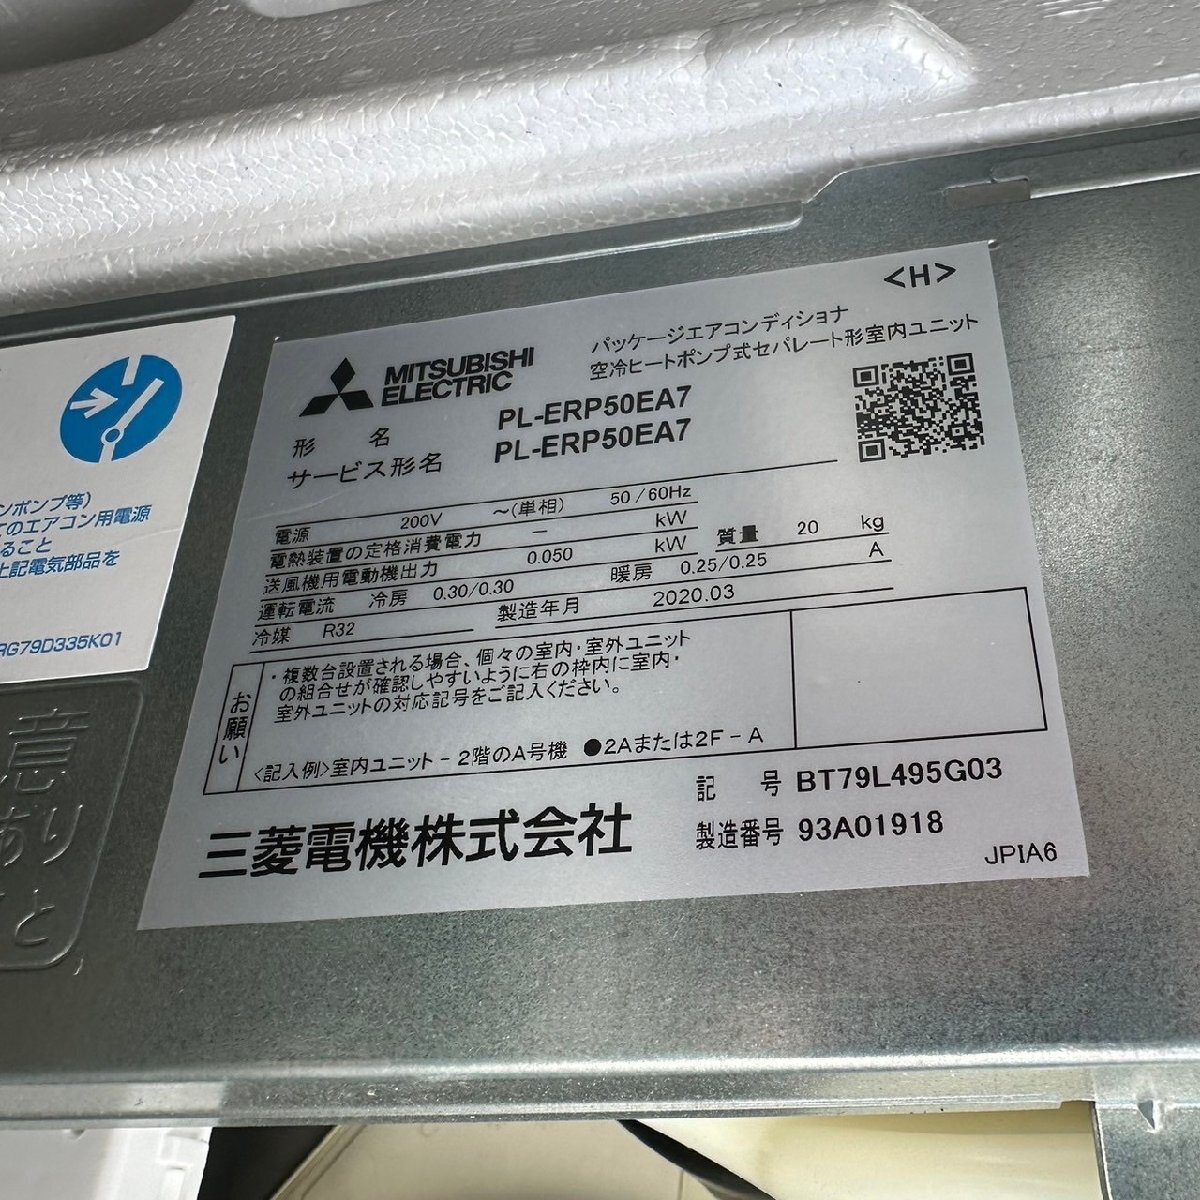 <H>
MITSUBISHI
ELECTRIC
パッケージエアコンディショナ
空冷ヒートポンプ式セパレート形室内ユニット
形 名 PL-ERP50EA7
サービス形名 PL-ERP50EA7
電源 200V ～(単相) 50/60Hz
電熱装置の定格消費電力 － kW
送風機用電動機出力 0.050 kW 質量 20 kg
運転電流 冷房 0.30/0.30 暖房 0.25/0.25 A
冷媒 R32 製造年月 2020.03
お願い
・複数台設置される場合、個々の室内・室外ユニット
の組合せが確認しやすいように右の枠内に室内・
室外ユニットの対応記号をご記入ください。
<記入例>室内ユニット－2階のA号機 ●2Aまたは2F－A
三菱電機株式会社
記 号 BT79L495G03
製造番号 93A01918
JPIA6
ンポンプ等)
てのエアコン用電源
ること
上記電気部品を
RG79D335K01
意
あり
と